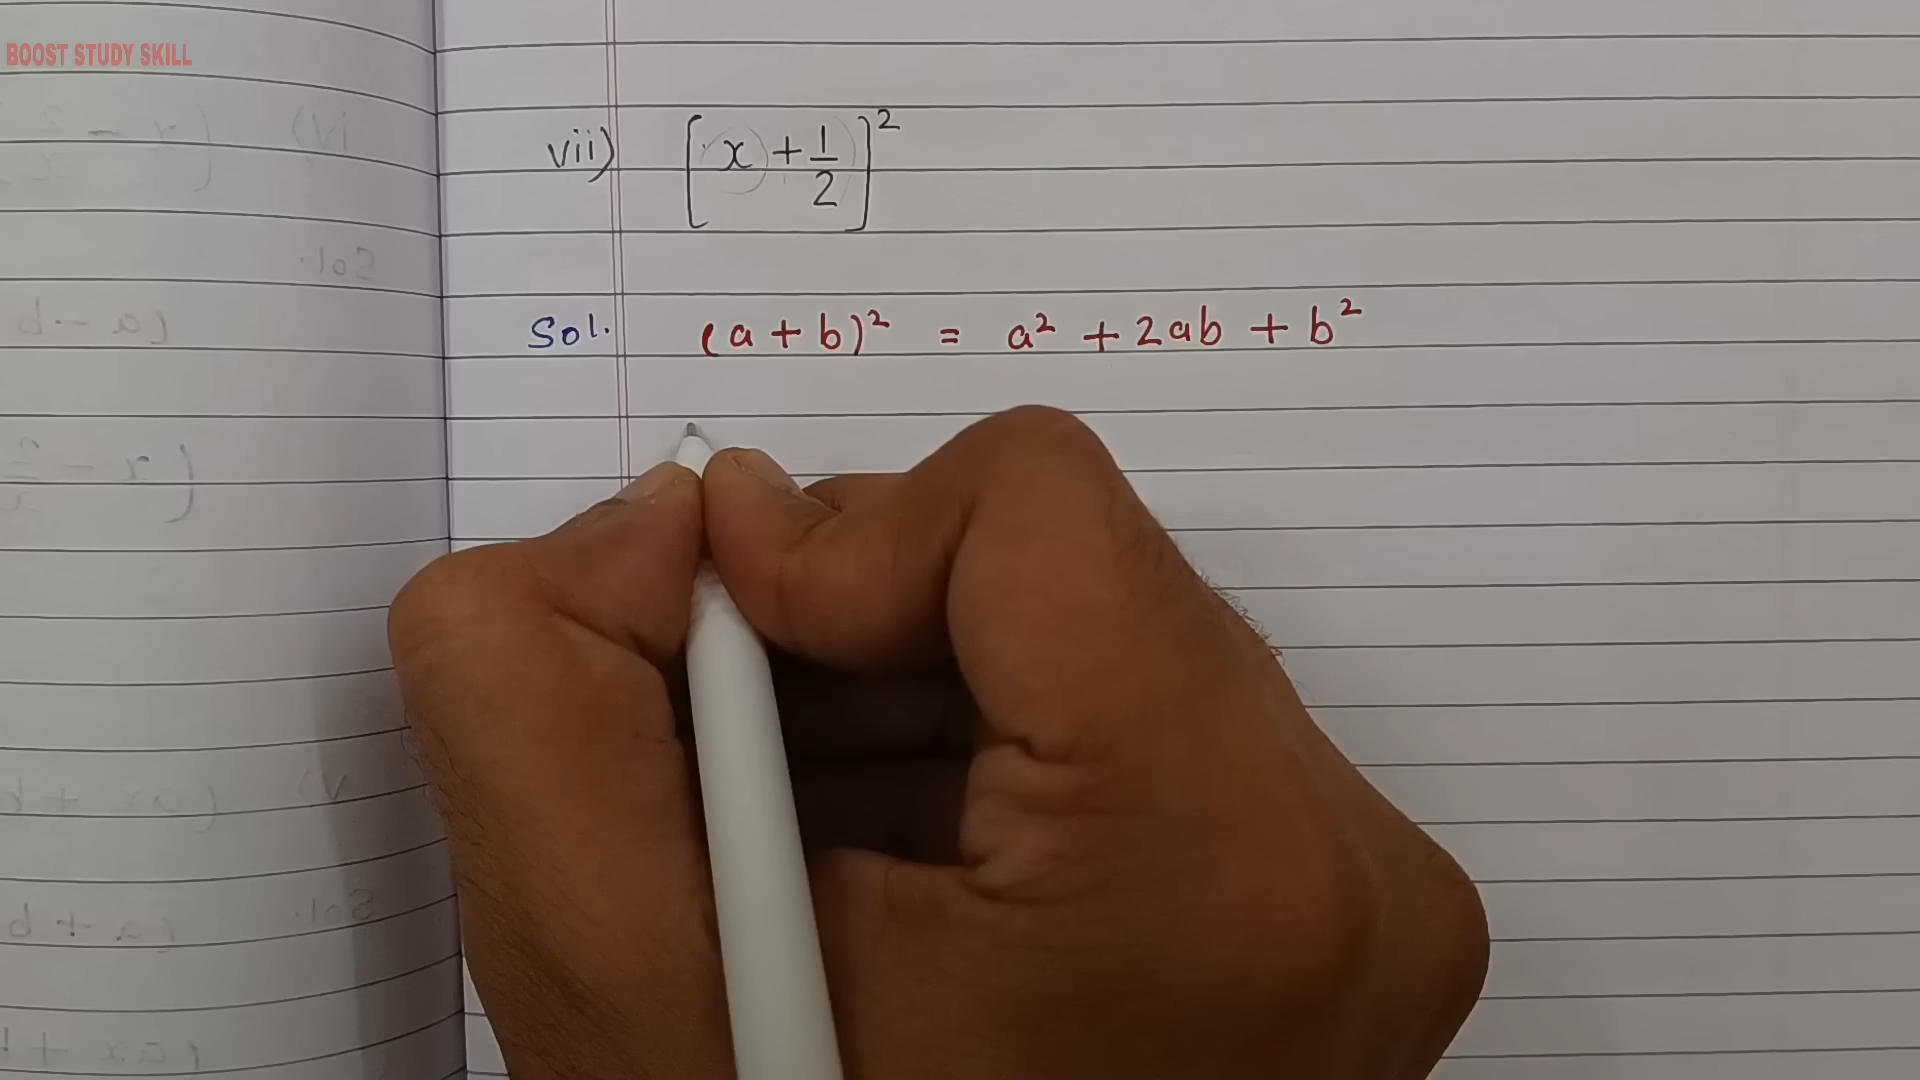 BOOST STUDY SKILL
vii) [x + 1/2]²
Sol. (a + b)² = a² + 2ab + b²